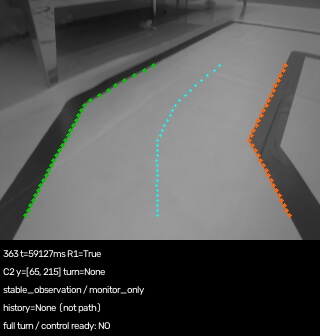 363 t=59127ms R1=True
C2 y=[65, 215] turn=None
stable_observation / monitor_only
history=None (not path)
full turn / control ready: NO